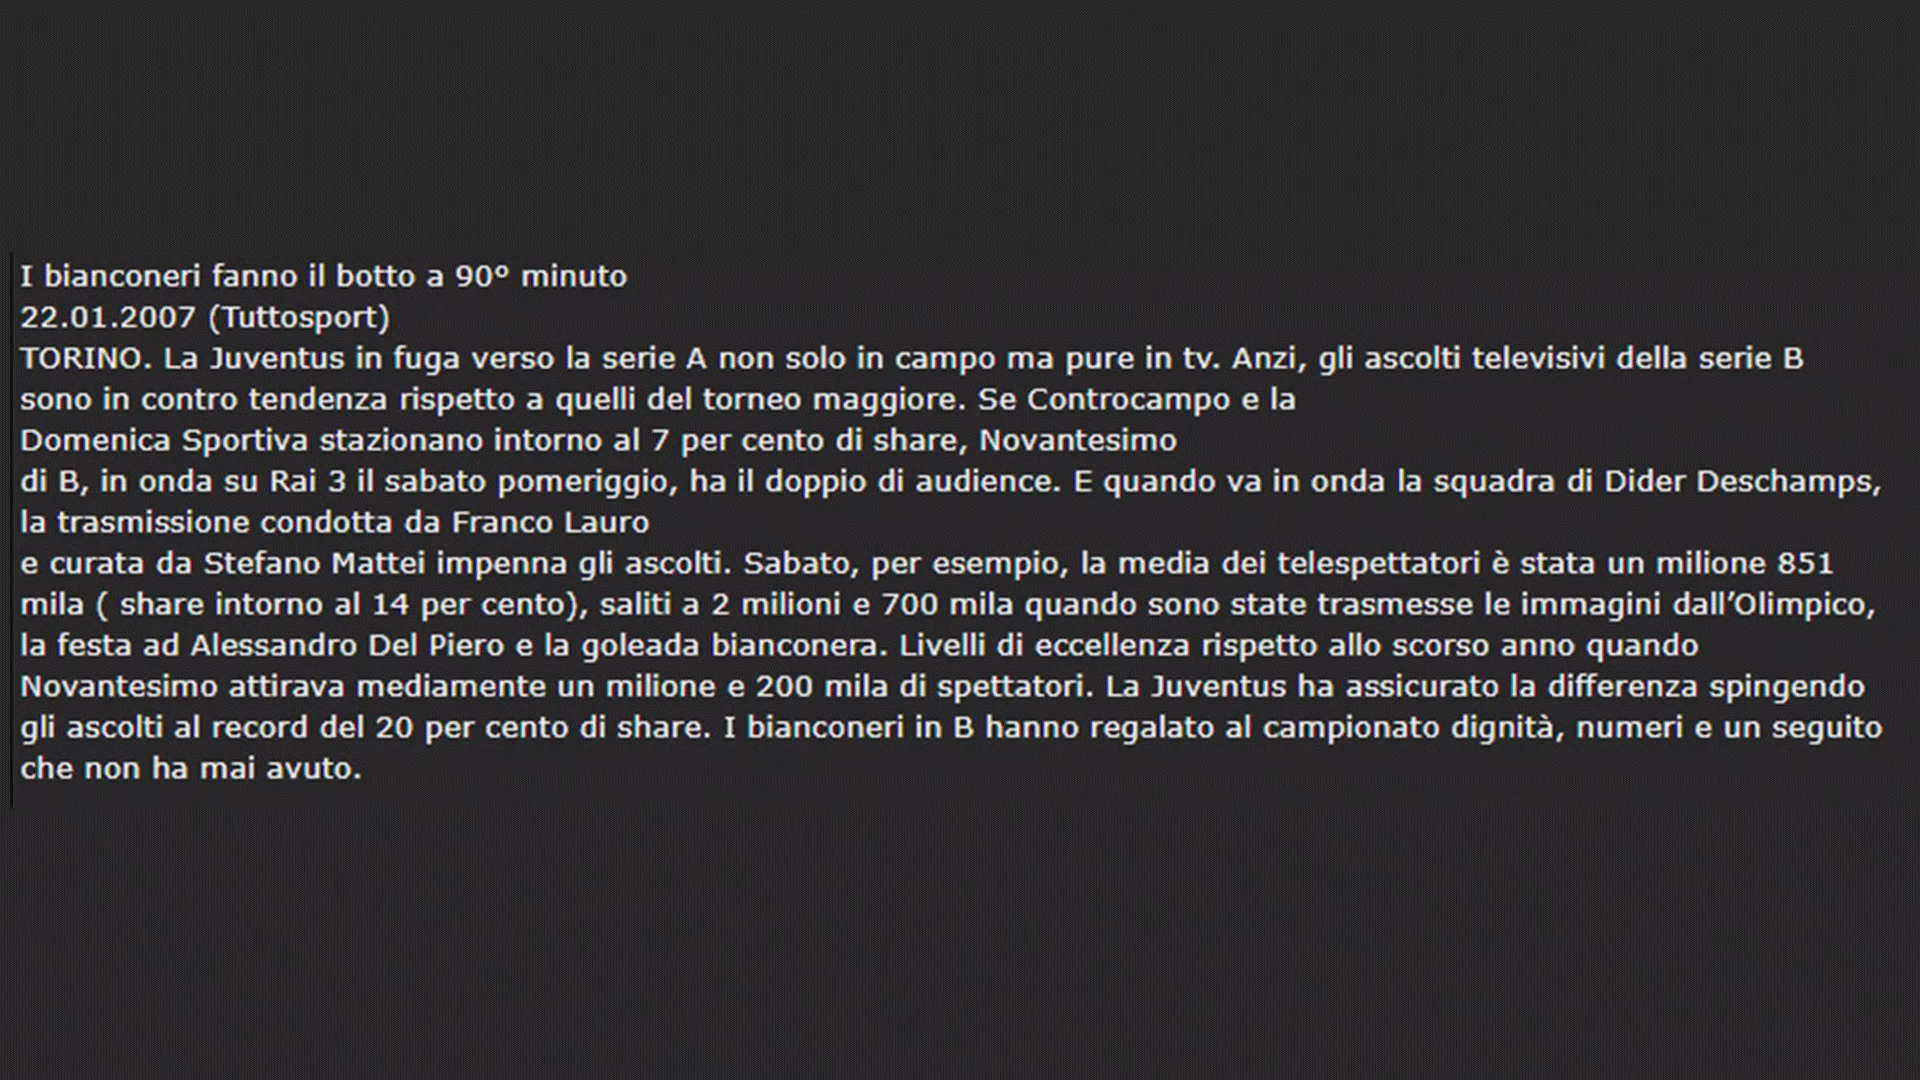 I bianconeri fanno il botto a 90º minuto
22.01.2007 (Tuttosport)
TORINO. La Juventus in fuga verso la serie A non solo in campo ma pure in tv. Anzi, gli ascolti televisivi della serie B
sono in contro tendenza rispetto a quelli del torneo maggiore. Se Controcampo e la
Domenica Sportiva stazionano intorno al 7 per cento di share, Novantesimo
di B, in onda su Rai 3 il sabato pomeriggio, ha il doppio di audience. E quando va in onda la squadra di Dider Deschamps,
la trasmissione condotta da Franco Lauro
e curata da Stefano Mattei impenna gli ascolti. Sabato, per esempio, la media dei telespettatori è stata un milione 851
mila ( share intorno al 14 per cento), saliti a 2 milioni e 700 mila quando sono state trasmesse le immagini dall’Olimpico,
la festa ad Alessandro Del Piero e la goleada bianconera. Livelli di eccellenza rispetto allo scorso anno quando
Novantesimo attirava mediamente un milione e 200 mila di spettatori. La Juventus ha assicurato la differenza spingendo
gli ascolti al record del 20 per cento di share. I bianconeri in B hanno regalato al campionato dignità, numeri e un seguito
che non ha mai avuto.